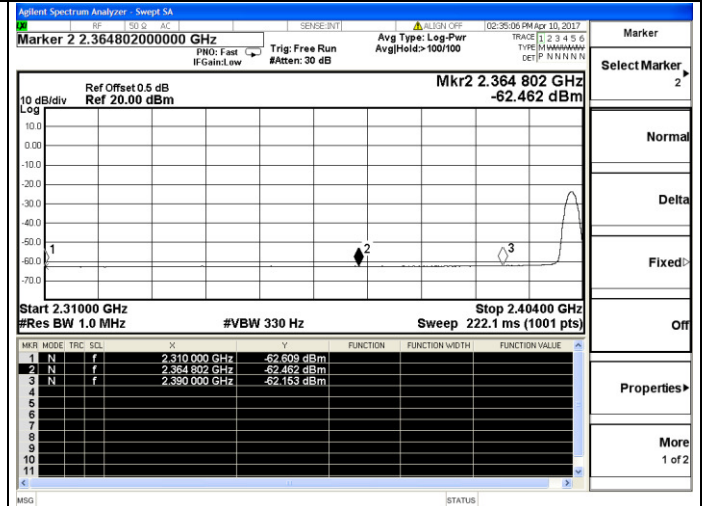 Agilent Spectrum Analyzer - Swept SA
RF 50 Ω AC SENSE:INT ALIGN OFF 02:35:06 PM Apr 10, 2017
Marker 2 2.364802000000 GHz
PNO: Fast Trig: Free Run
IFGain:Low #Atten: 30 dB
Avg Type: Log-Pwr
Avg|Hold:>100/100
TRACE 1 2 3 4 5 6
TYPE M WWWWW
DET P N N N N N
Marker
Select Marker
2
Normal
Delta
Fixed
Off
Properties
More
1 of 2
Ref Offset 0.5 dB
10 dB/div Ref 20.00 dBm
Log
Mkr2 2.364 802 GHz
-62.462 dBm
10.0
0.00
-10.0
-20.0
-30.0
-40.0
-50.0
-60.0
-70.0
1
2
3
Start 2.31000 GHz Stop 2.40400 GHz
#Res BW 1.0 MHz #VBW 330 Hz Sweep 222.1 ms (1001 pts)
MKR MODE TRC SCL X Y FUNCTION FUNCTION WIDTH FUNCTION VALUE
1 N f 2.310 000 GHz -62.609 dBm
2 N f 2.364 802 GHz -62.462 dBm
3 N f 2.390 000 GHz -62.153 dBm
4
5
6
7
8
9
10
11
MSG STATUS